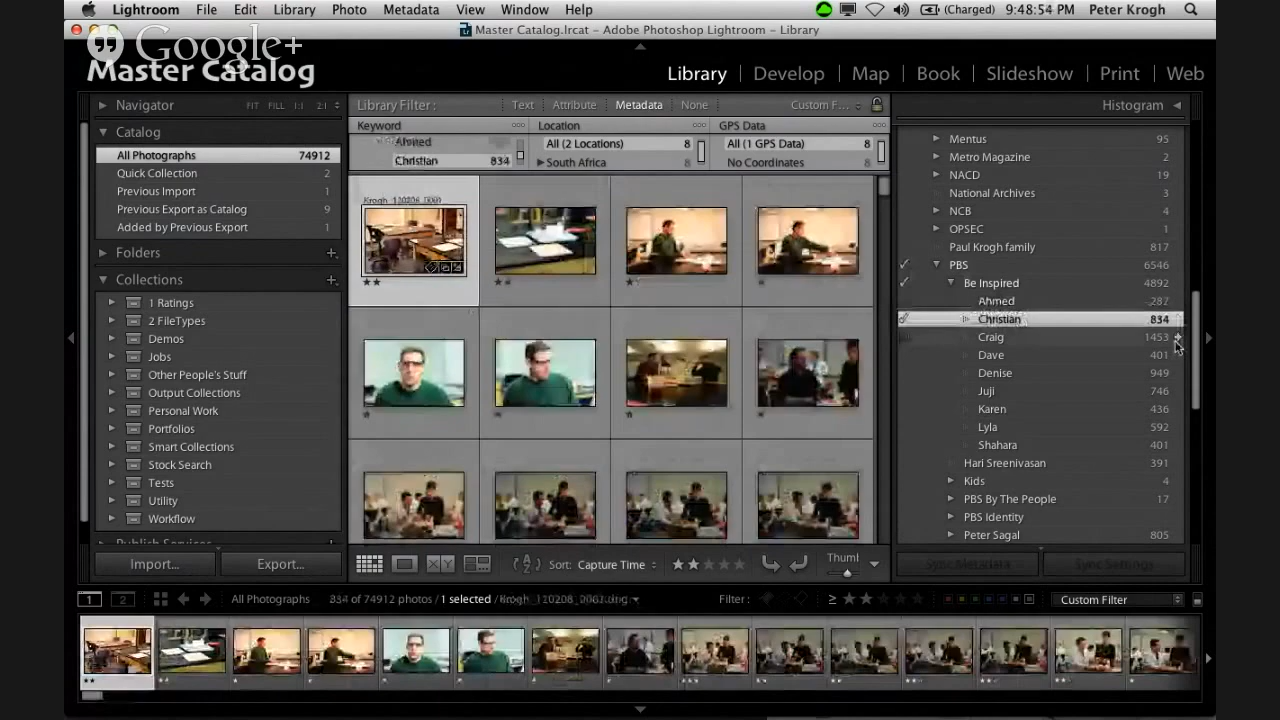 Lightroom File Edit Library Photo Metadata View Window Help (Charged) 9:48:54 PM Peter Krogh
Master Catalog.lrcat – Adobe Photoshop Lightroom – Library
Google+
Master Catalog
Library | Develop | Map | Book | Slideshow | Print | Web
Navigator FIT FILL 1:1 2:1
Library Filter : Text Attribute Metadata None Custom F...
Histogram
Catalog
All Photographs 74912
Quick Collection 2
Previous Import 1
Previous Export as Catalog 9
Added by Previous Export 1
Folders
Collections
1 Ratings
2 FileTypes
Demos
Jobs
Other People's Stuff
Output Collections
Personal Work
Portfolios
Smart Collections
Stock Search
Tests
Utility
Workflow
Publish Services
Import... Export...
Keyword Location GPS Data
Ahmed All (2 Locations) 8 All (1 GPS Data) 8
Christian 834 South Africa 8 No Coordinates 8
Mentus 95
Metro Magazine 2
NACD 19
National Archives 3
NCB 4
OPSEC 1
Paul Krogh family 817
PBS 6546
Be Inspired 4892
Ahmed 287
Christian 834
Craig 1453
Dave 401
Denise 949
Juji 746
Karen 436
Lyla 592
Shahara 401
Hari Sreenivasan 391
Kids 4
PBS By The People 17
PBS Identity
Peter Sagal 805
Sort: Capture Time Thuml
Sync Metadata Sync Settings
1 2 All Photographs 834 of 74912 photos / 1 selected / Filter : ≥ Custom Filter